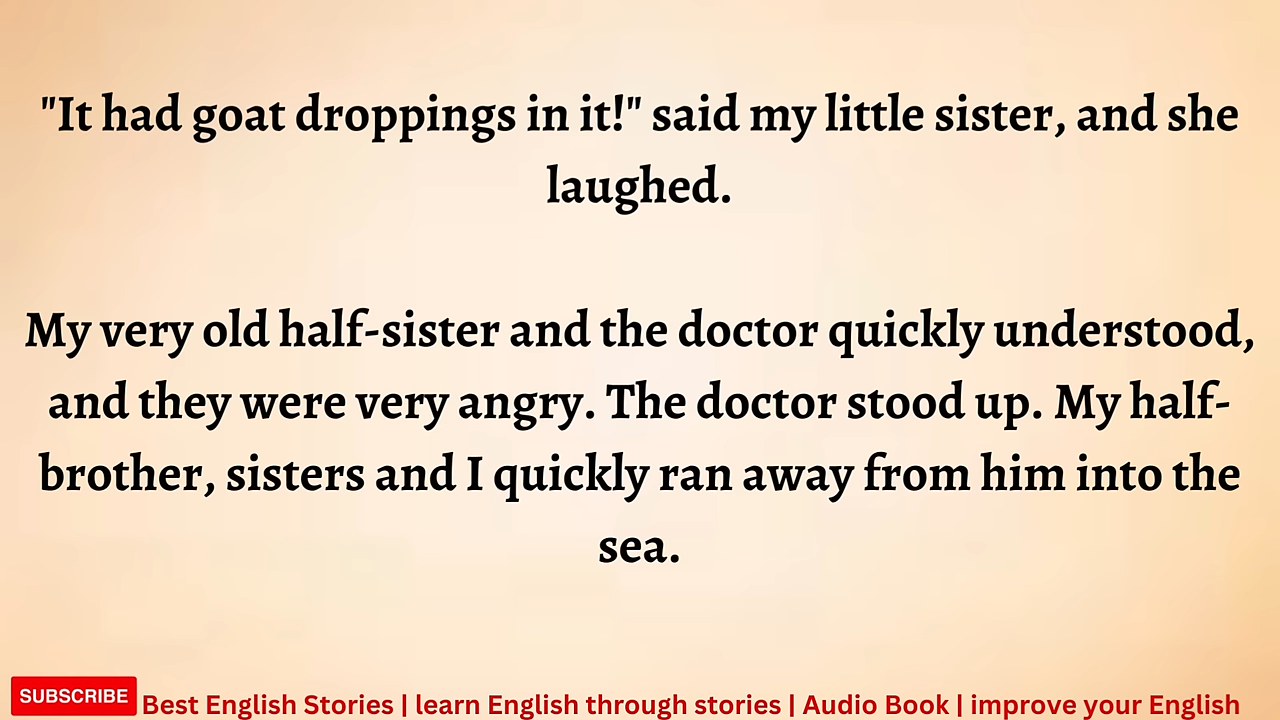 "It had goat droppings in it!" said my little sister, and she
laughed.
My very old half-sister and the doctor quickly understood,
and they were very angry. The doctor stood up. My half-
brother, sisters and I quickly ran away from him into the
sea.
SUBSCRIBE Best English Stories | learn English through stories | Audio Book | improve your English